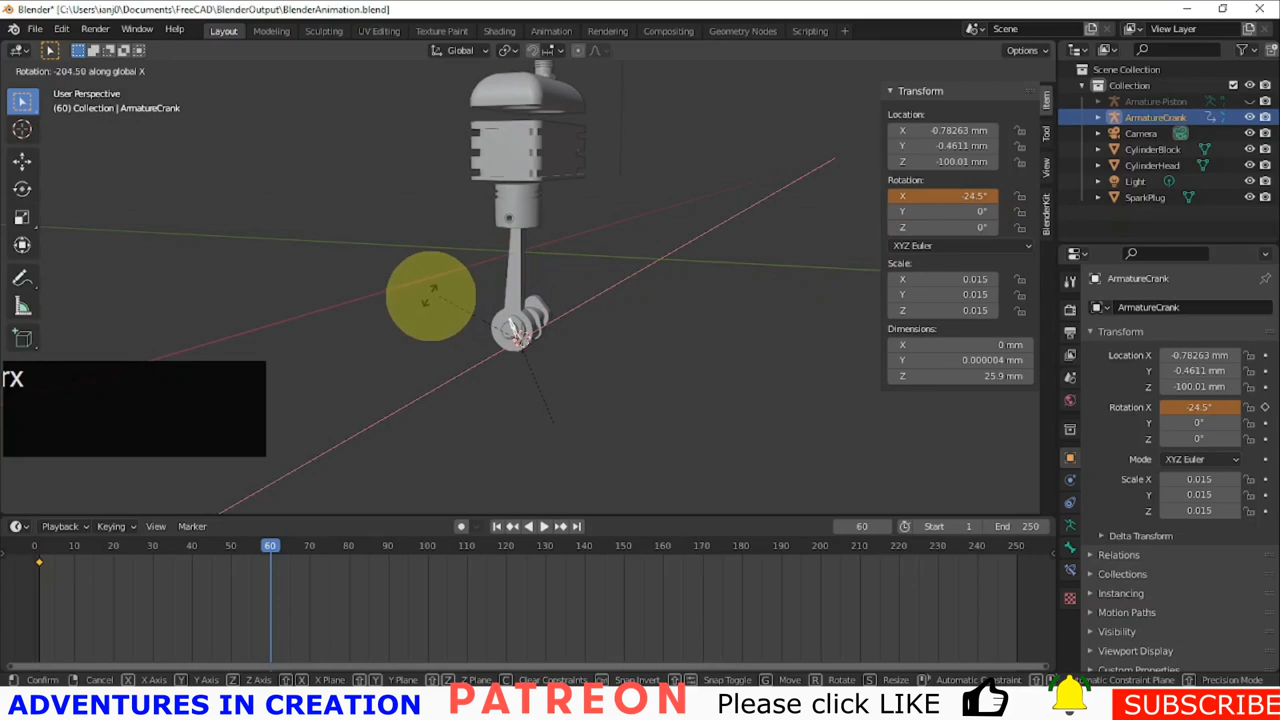 Blender* [C:\Users\ianj0\Documents\FreeCAD\BlenderOutput\BlenderAnimation.blend]
File Edit Render Window Help Layout Modeling Sculpting UV Editing Texture Paint Shading Animation Compositing Geometry Nodes Scripting + Scene View Layer
Global Options
Rotation: -204.50 along global X
User Perspective
(60) Collection | ArmatureCrank
rx
Transform
Location:
X -0.78263 mm
Y -0.4611 mm
Z -100.01 mm
Rotation:
X -24.5°
Y 0°
Z 0°
XYZ Euler
Scale:
X 0.015
Y 0.015
Z 0.015
Dimensions:
X 0 mm
Y 0.000004 mm
Z 25.9 mm
Item
Tool
View
BlenderKit
Scene Collection
Collection
Amature-Piston
ArmatureCrank
Camera
CylinderBlock
CylinderHead
Light
SparkPlug
ArmatureCrank
ArmatureCrank
Transform
Location X -0.78263 mm
Y -0.4611 mm
Z -100.01 mm
Rotation X -24.5°
Y 0°
Z 0°
Mode XYZ Euler
Scale X 0.015
Y 0.015
Z 0.015
Delta Transform
Relations
Collections
Instancing
Motion Paths
Visibility
Viewport Display
Custom Properties
Playback Keying View Marker 60 Start 1 End 250
0 10 20 30 40 50 60 70 80 90 100 110 120 130 140 150 160 170 180 190 200 210 220 230 240 250
Confirm Cancel X X Axis Y Y Axis Z Z Axis X X Plane Y Y Plane Z Z Plane C Clear Constraints Snap Invert Snap Toggle G Move R Rotate S Resize Automatic Constraint Automatic Constraint Plane Precision Mode
ADVENTURES IN CREATION PATREON Please click LIKE SUBSCRIBE